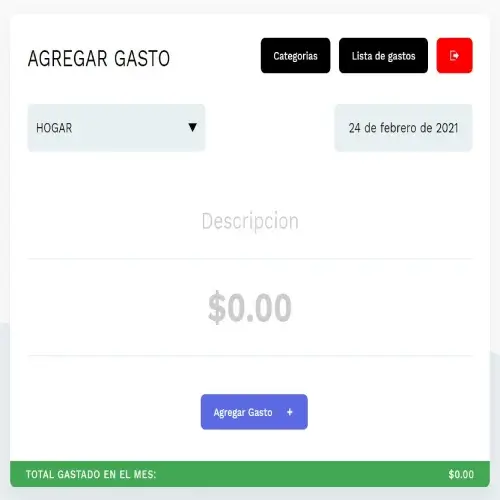 AGREGAR GASTO
Categorias
Lista de gastos
HOGAR
24 de febrero de 2021
Descripcion
$0.00
Agregar Gasto +
TOTAL GASTADO EN EL MES: $0.00